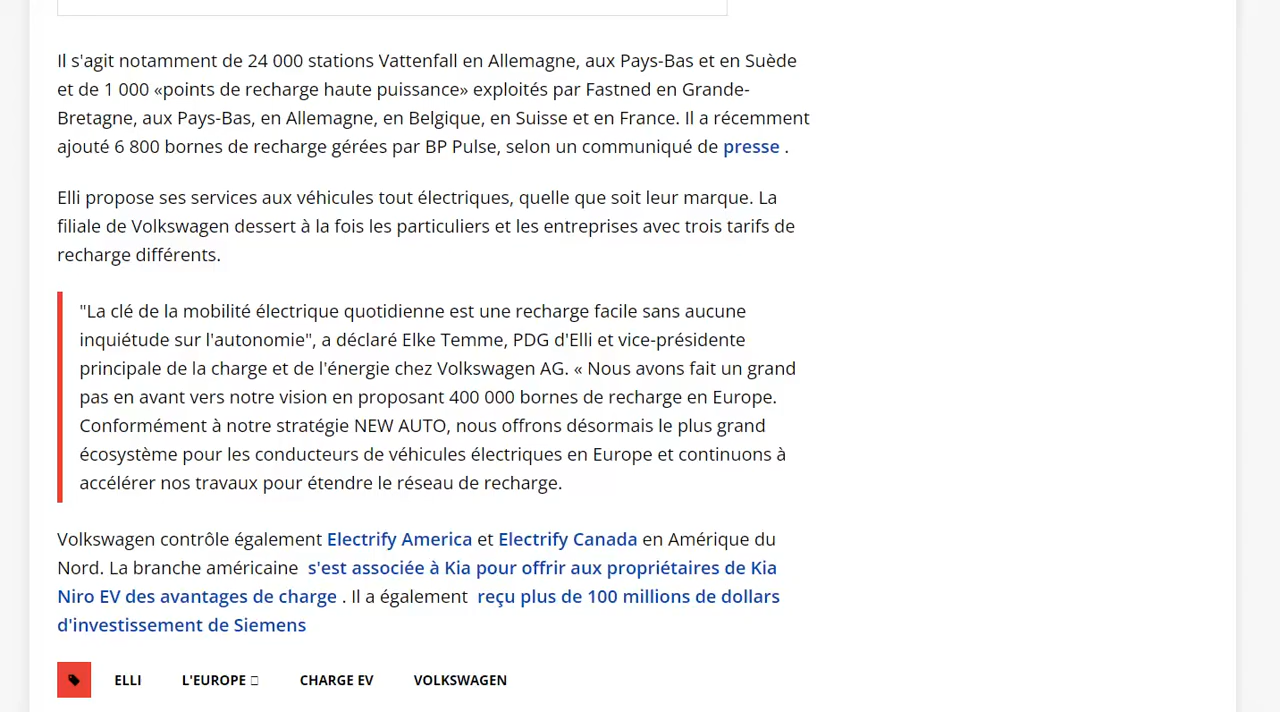 Il s'agit notamment de 24 000 stations Vattenfall en Allemagne, aux Pays-Bas et en Suède
et de 1 000 «points de recharge haute puissance» exploités par Fastned en Grande-
Bretagne, aux Pays-Bas, en Allemagne, en Belgique, en Suisse et en France. Il a récemment
ajouté 6 800 bornes de recharge gérées par BP Pulse, selon un communiqué de presse .
Elli propose ses services aux véhicules tout électriques, quelle que soit leur marque. La
filiale de Volkswagen dessert à la fois les particuliers et les entreprises avec trois tarifs de
recharge différents.
"La clé de la mobilité électrique quotidienne est une recharge facile sans aucune
inquiétude sur l'autonomie", a déclaré Elke Temme, PDG d'Elli et vice-présidente
principale de la charge et de l'énergie chez Volkswagen AG. « Nous avons fait un grand
pas en avant vers notre vision en proposant 400 000 bornes de recharge en Europe.
Conformément à notre stratégie NEW AUTO, nous offrons désormais le plus grand
écosystème pour les conducteurs de véhicules électriques en Europe et continuons à
accélérer nos travaux pour étendre le réseau de recharge.
Volkswagen contrôle également Electrify America et Electrify Canada en Amérique du
Nord. La branche américaine s'est associée à Kia pour offrir aux propriétaires de Kia
Niro EV des avantages de charge . Il a également reçu plus de 100 millions de dollars
d'investissement de Siemens
ELLI L'EUROPE CHARGE EV VOLKSWAGEN